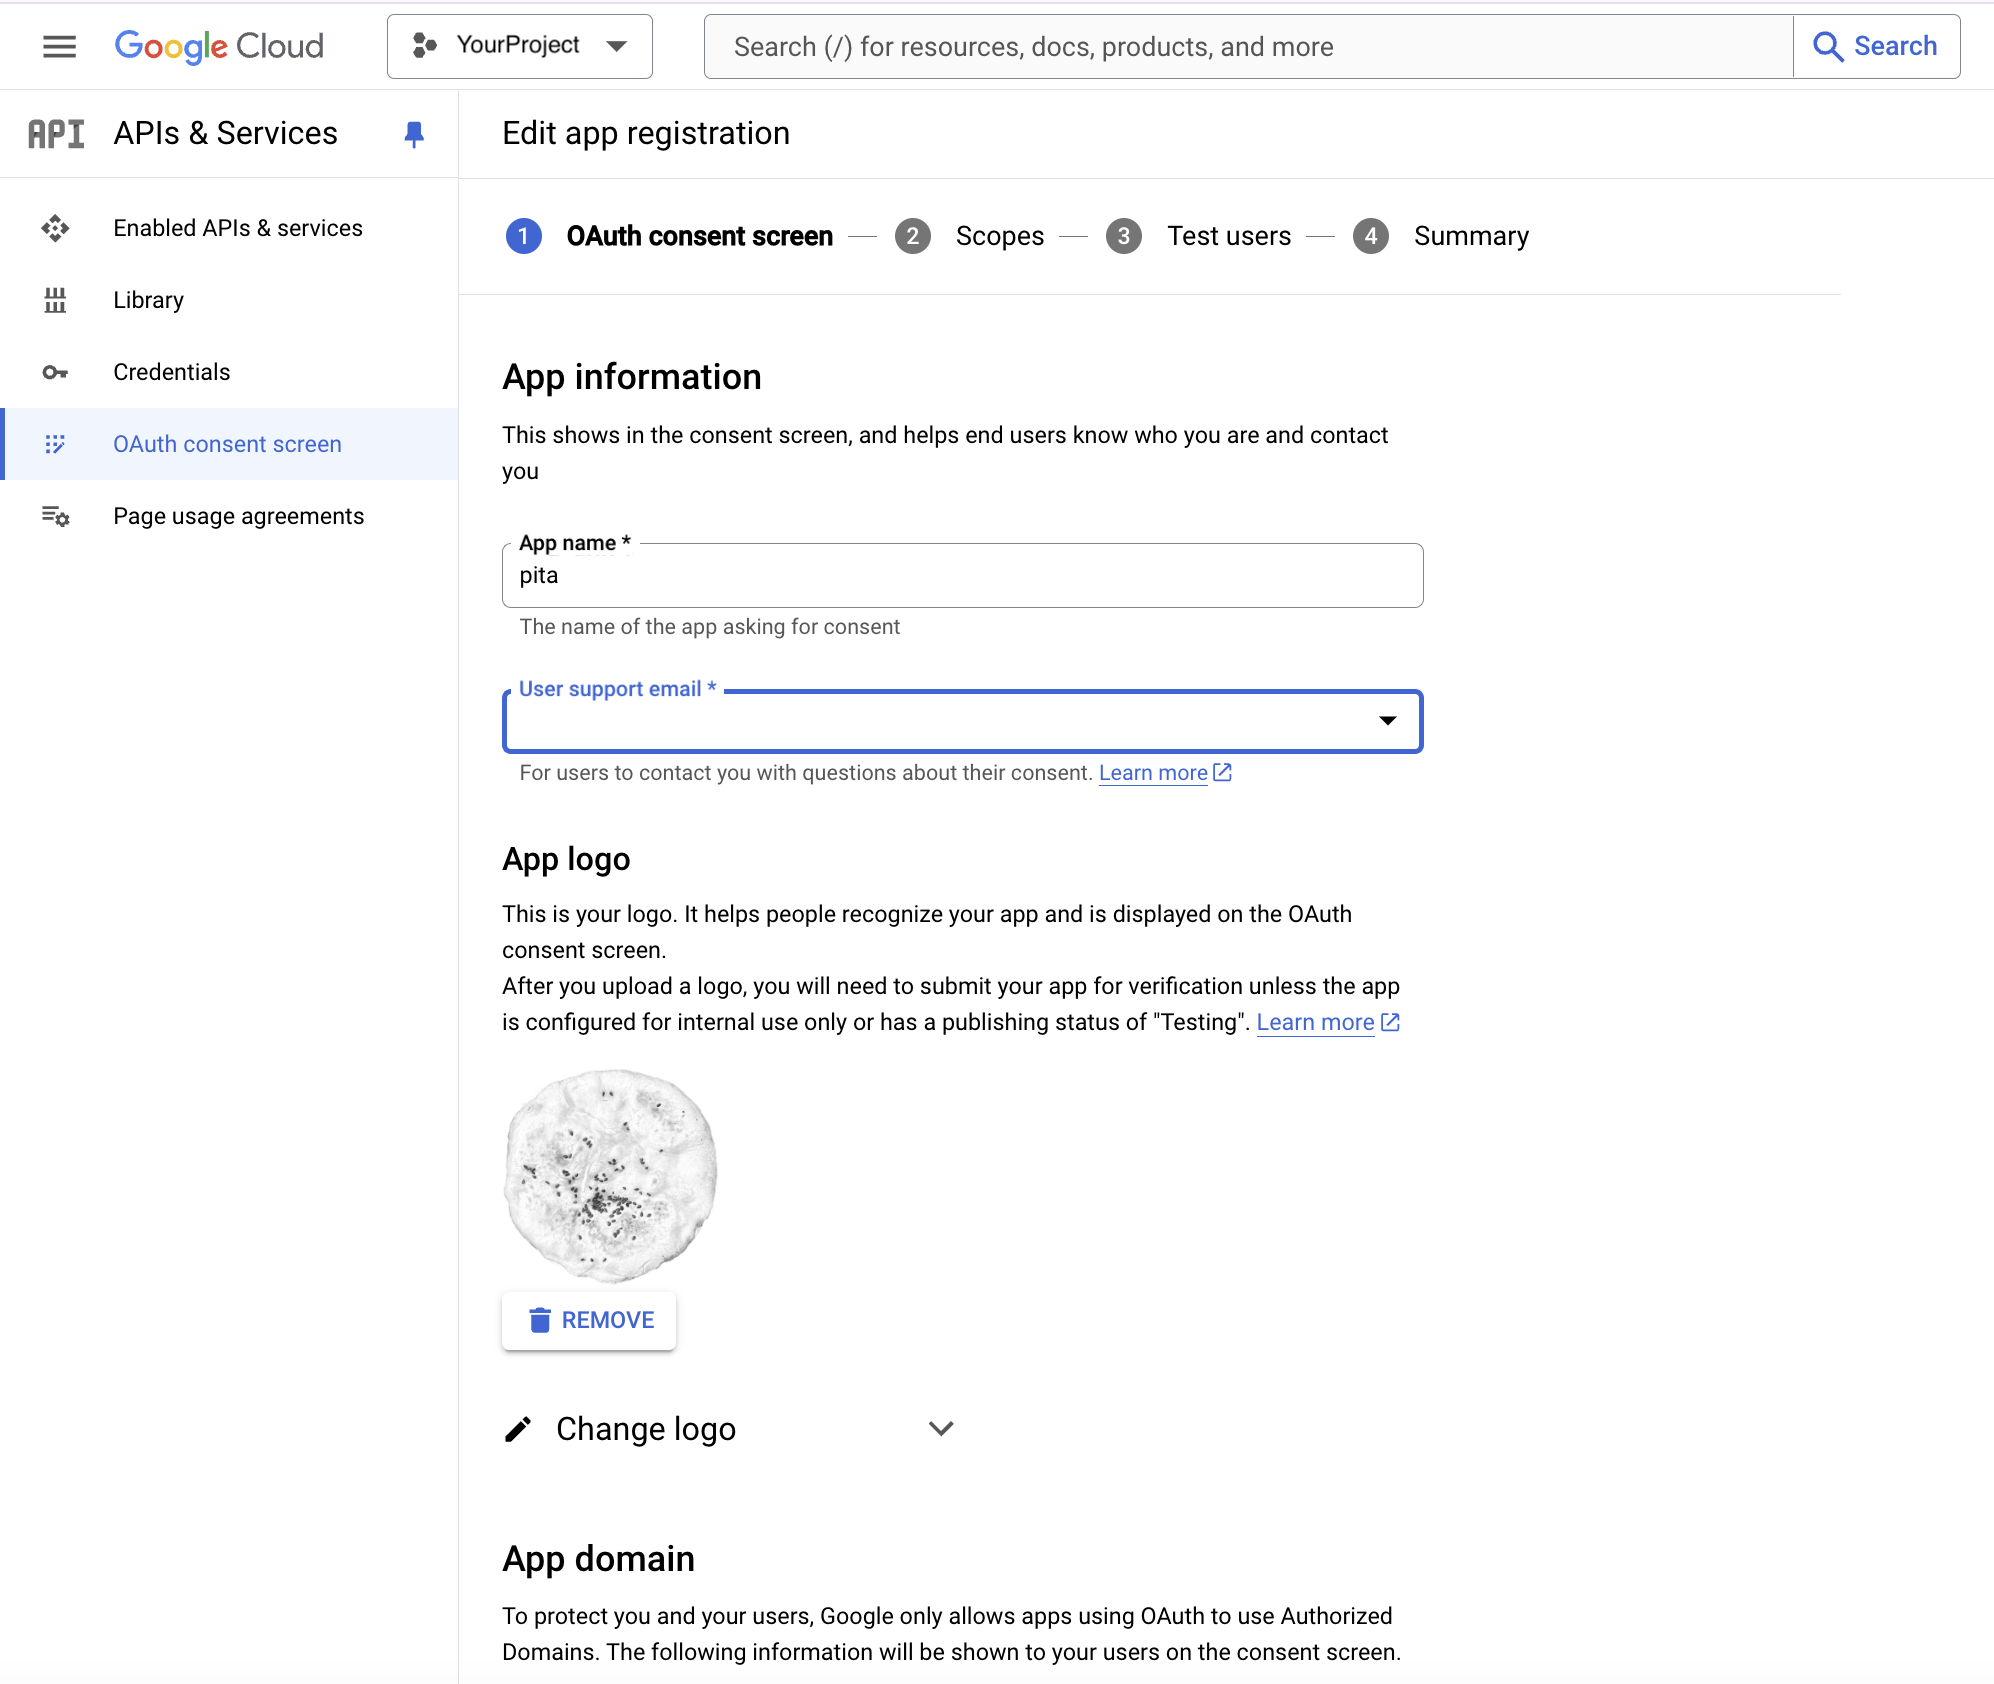 Google Cloud
YourProject
Search (/) for resources, docs, products, and more
Search
API
APIs & Services
Edit app registration
Enabled APIs & services
Library
Credentials
OAuth consent screen
Page usage agreements
1 OAuth consent screen — 2 Scopes — 3 Test users — 4 Summary
App information
This shows in the consent screen, and helps end users know who you are and contact
you
App name *
pita
The name of the app asking for consent
User support email *
For users to contact you with questions about their consent. Learn more
App logo
This is your logo. It helps people recognize your app and is displayed on the OAuth
consent screen.
After you upload a logo, you will need to submit your app for verification unless the app
is configured for internal use only or has a publishing status of "Testing". Learn more
REMOVE
Change logo
App domain
To protect you and your users, Google only allows apps using OAuth to use Authorized
Domains. The following information will be shown to your users on the consent screen.